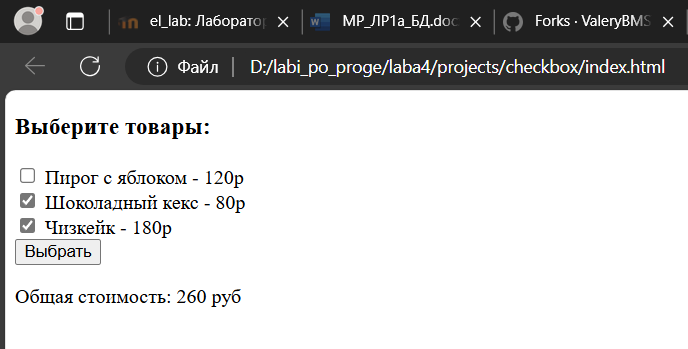 el_lab: Лаборатор
МР_ЛР1а_БД.doc
Forks · ValeryBMS
Файл
D:/labi_po_proge/laba4/projects/checkbox/index.html
Выберите товары:
Пирог с яблоком - 120р
Шоколадный кекс - 80р
Чизкейк - 180р
Выбрать
Общая стоимость: 260 руб